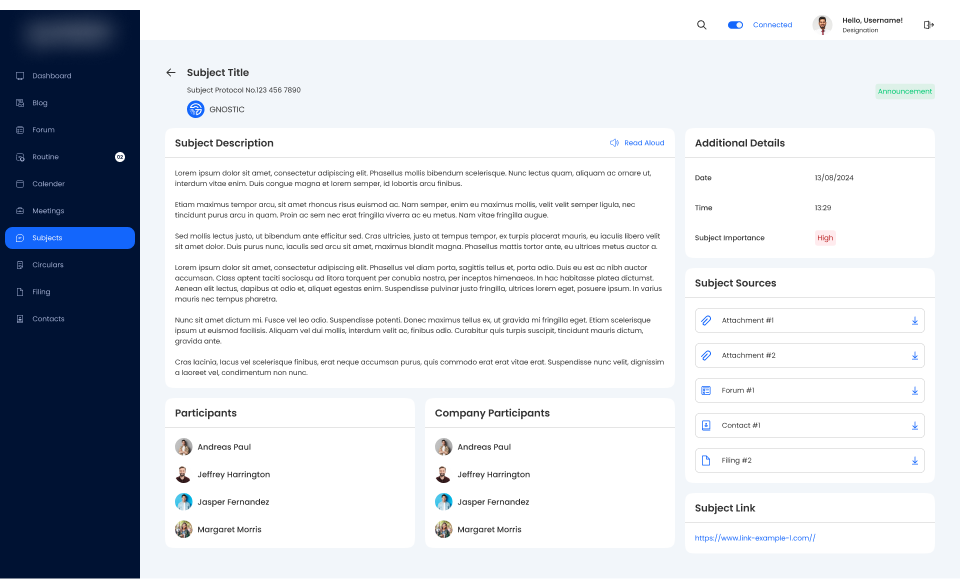 Connected
Hello, Username!
Designation
Dashboard
Blog
Forum
Routine
02
Calender
Meetings
Subjects
Circulars
Filing
Contacts
Subject Title
Subject Protocol No.123 456 7890
GNOSTIC
Announcement
Subject Description
Read Aloud
Lorem ipsum dolor sit amet, consectetur adipiscing elit. Phasellus mollis bibendum scelerisque. Nunc lectus quam, aliquam ac ornare ut,
interdum vitae enim. Duis congue magna et lorem semper, id lobortis arcu finibus.
Etiam maximus tempor arcu, sit amet rhoncus risus euismod ac. Nam semper, enim eu maximus mollis, velit velit semper ligula, nec
tincidunt purus arcu in quam. Proin ac sem nec erat fringilla viverra ac eu metus. Nam vitae fringilla augue.
Sed mollis lectus justo, ut bibendum ante efficitur sed. Cras ultricies, justo at tempus tempor, ex turpis placerat mauris, eu iaculis libero velit
sit amet dolor. Duis purus nunc, iaculis sed arcu sit amet, maximus blandit magna. Phasellus mattis tortor ante, eu ultrices metus auctor a.
Lorem ipsum dolor sit amet, consectetur adipiscing elit. Phasellus vel diam porta, sagittis tellus et, porta odio. Duis eu est ac nibh auctor
accumsan. Class aptent taciti sociosqu ad litora torquent per conubia nostra, per inceptos himenaeos. In hac habitasse platea dictumst.
Aenean elit lectus, dapibus at odio et, aliquet egestas enim. Suspendisse pulvinar justo fringilla, ultrices lorem eget, posuere ipsum. In varius
mauris nec tempus pharetra.
Nunc sit amet dictum mi. Fusce vel leo odio. Suspendisse potenti. Donec maximus tellus ex, ut gravida mi fringilla eget. Etiam scelerisque
ipsum ut euismod facilisis. Aliquam vel dui mollis, interdum velit ac, finibus odio. Curabitur quis turpis suscipit, tincidunt mauris dictum,
gravida ante.
Cras lacinia, lacus vel scelerisque finibus, erat neque accumsan purus, quis commodo erat erat vitae erat. Suspendisse nunc velit, dignissim
a laoreet vel, condimentum non nunc.
Participants
Andreas Paul
Jeffrey Harrington
Jasper Fernandez
Margaret Morris
Company Participants
Andreas Paul
Jeffrey Harrington
Jasper Fernandez
Margaret Morris
Additional Details
Date 13/08/2024
Time 13:29
Subject Importance High
Subject Sources
Attachment #1
Attachment #2
Forum #1
Contact #1
Filing #2
Subject Link
https://www.link-example-1.com//